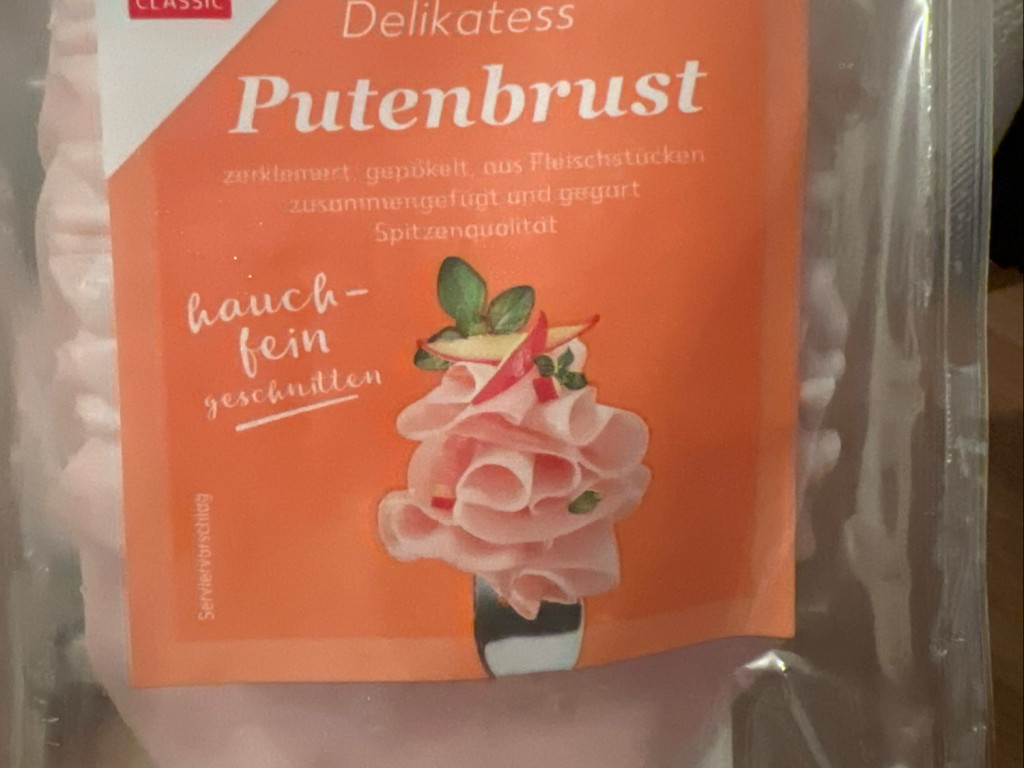 CLASSIC
Delikatess
Putenbrust
zerkleinert, gepökelt, aus Fleischstücken
zusammengefügt und gegart
Spitzenqualität
hauch-
fein
geschnitten
Serviervorschlag